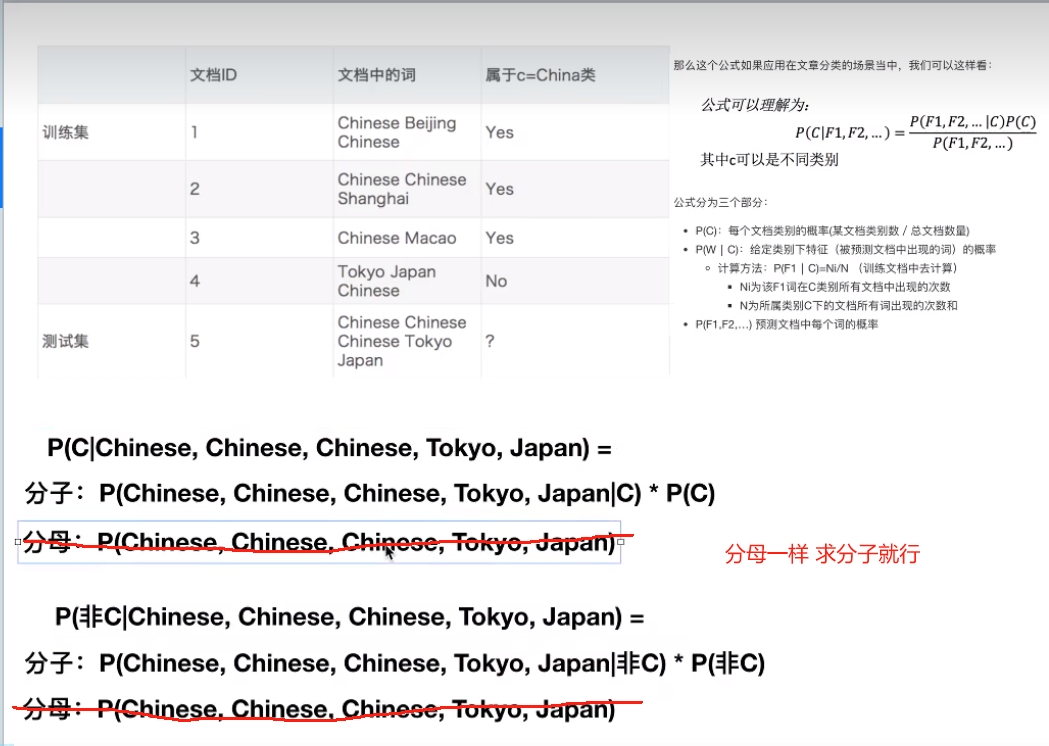 文档ID 文档中的词 属于c=China类
训练集 1 Chinese Beijing Yes
Chinese
2 Chinese Chinese Yes
Shanghai
3 Chinese Macao Yes
4 Tokyo Japan No
Chinese
测试集 5 Chinese Chinese ?
Chinese Tokyo
Japan
那么这个公式如果应用在文章分类的场景当中，我们可以这样看：
公式可以理解为:
P(C|F1,F2,…) = P(F1,F2,… |C)P(C)
P(F1,F2,…)
其中c可以是不同类别
公式分为三个部分：
• P(C)：每个文档类别的概率(某文档类别数 / 总文档数量)
• P(W | C)：给定类别下特征（被预测文档中出现的词）的概率
○ 计算方法：P(F1 | C)=Ni/N （训练文档中去计算）
▪ Ni为该F1词在C类别所有文档中出现的次数
▪ N为所属类别C下的文档所有词出现的次数和
• P(F1,F2,…) 预测文档中每个词的概率
P(C|Chinese, Chinese, Chinese, Tokyo, Japan) =
分子：P(Chinese, Chinese, Chinese, Tokyo, Japan|C) * P(C)
分母：P(Chinese, Chinese, Chinese, Tokyo, Japan)
分母一样 求分子就行
P(非C|Chinese, Chinese, Chinese, Tokyo, Japan) =
分子：P(Chinese, Chinese, Chinese, Tokyo, Japan|非C) * P(非C)
分母：P(Chinese, Chinese, Chinese, Tokyo, Japan)